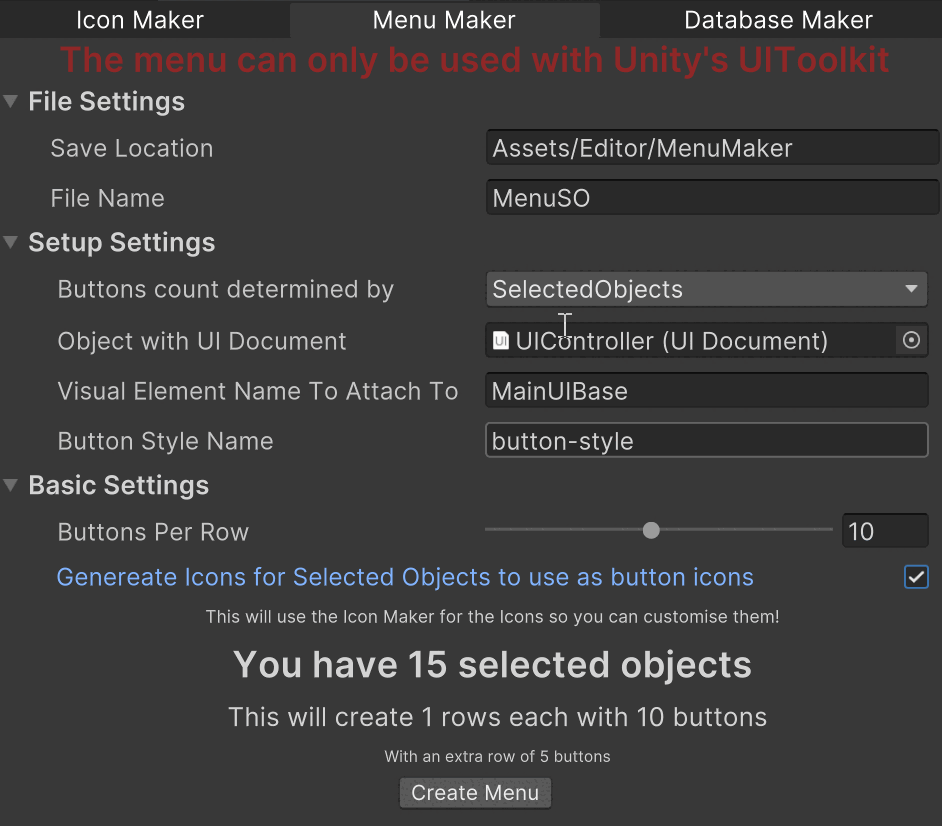 Icon Maker Menu Maker Database Maker
The menu can only be used with Unity's UIToolkit
File Settings
Save Location Assets/Editor/MenuMaker
File Name MenuSO
Setup Settings
Buttons count determined by SelectedObjects
Object with UI Document UIController (UI Document)
Visual Element Name To Attach To MainUIBase
Button Style Name button-style
Basic Settings
Buttons Per Row 10
Genereate Icons for Selected Objects to use as button icons
This will use the Icon Maker for the Icons so you can customise them!
You have 15 selected objects
This will create 1 rows each with 10 buttons
With an extra row of 5 buttons
Create Menu